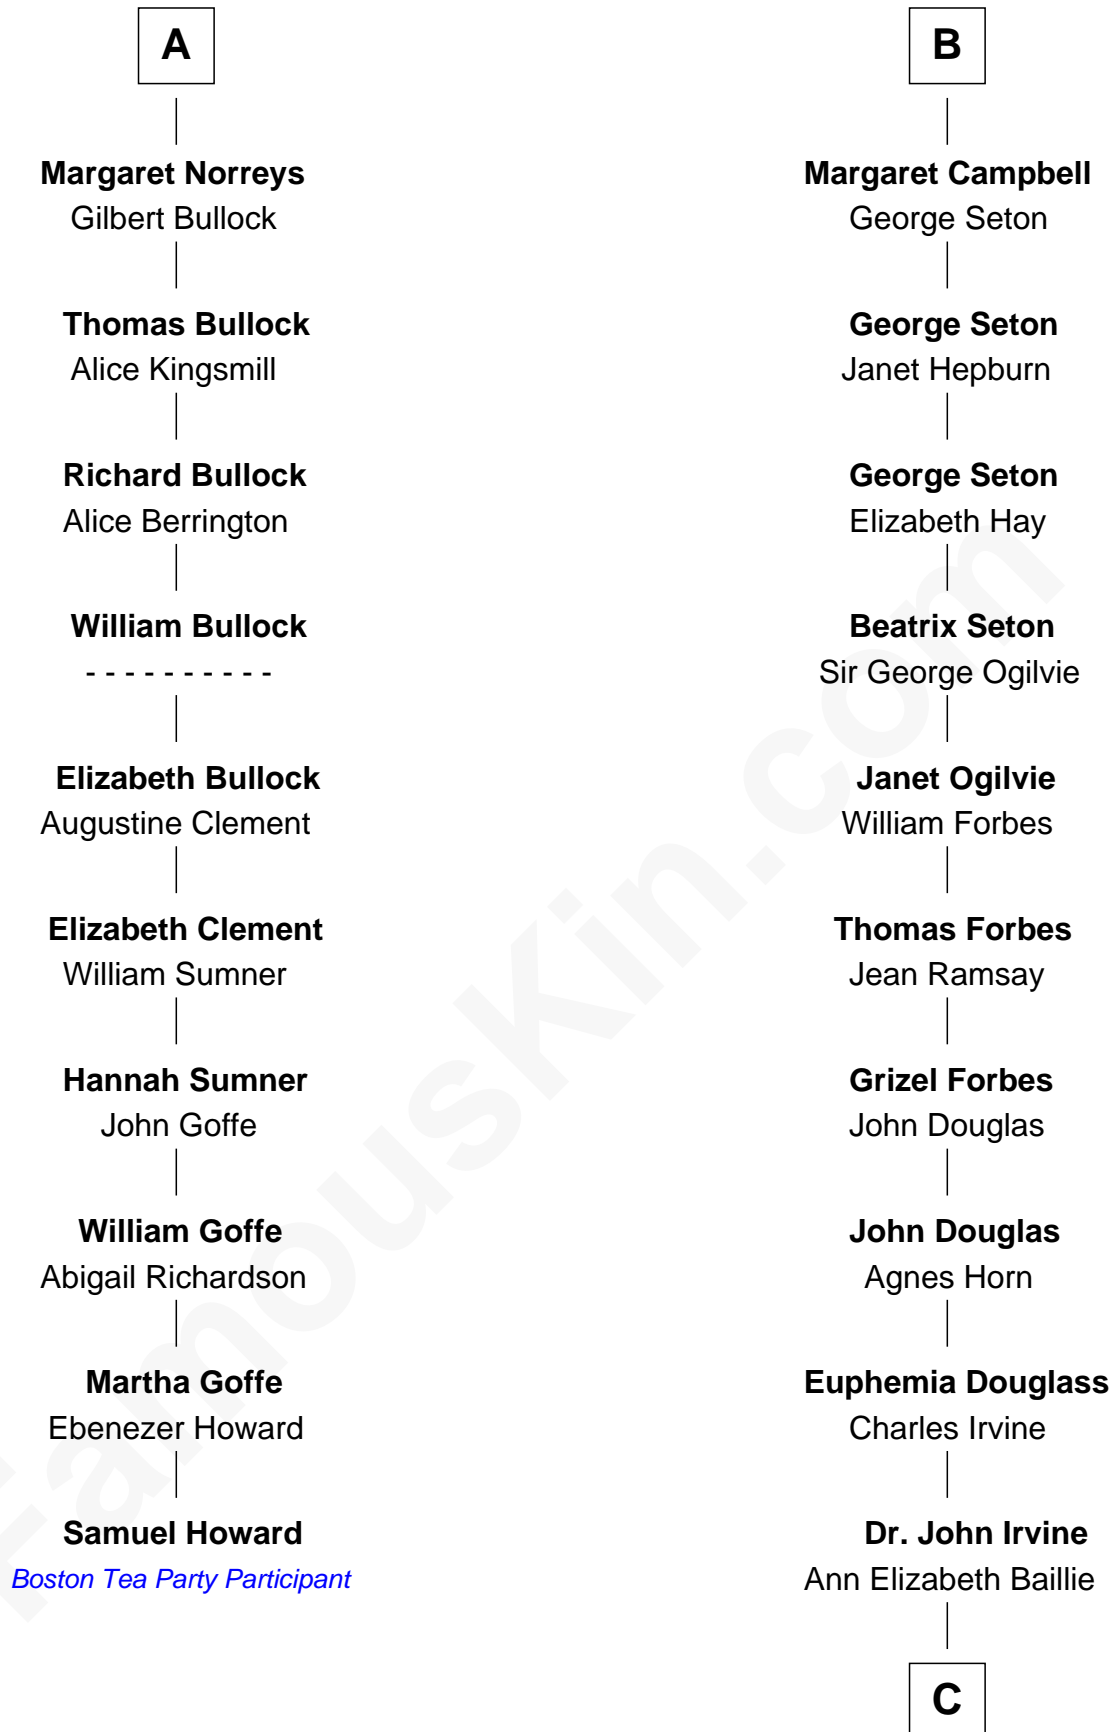 A
Margaret Norreys
Gilbert Bullock
Thomas Bullock
Alice Kingsmill
Richard Bullock
Alice Berrington
William Bullock
- - - - - - - - - -
Elizabeth Bullock
Augustine Clement
Elizabeth Clement
William Sumner
Hannah Sumner
John Goffe
William Goffe
Abigail Richardson
Martha Goffe
Ebenezer Howard
Samuel Howard
Boston Tea Party Participant
B
Margaret Campbell
George Seton
George Seton
Janet Hepburn
George Seton
Elizabeth Hay
Beatrix Seton
Sir George Ogilvie
Janet Ogilvie
William Forbes
Thomas Forbes
Jean Ramsay
Grizel Forbes
John Douglas
John Douglas
Agnes Horn
Euphemia Douglass
Charles Irvine
Dr. John Irvine
Ann Elizabeth Baillie
C
FamousKin.com